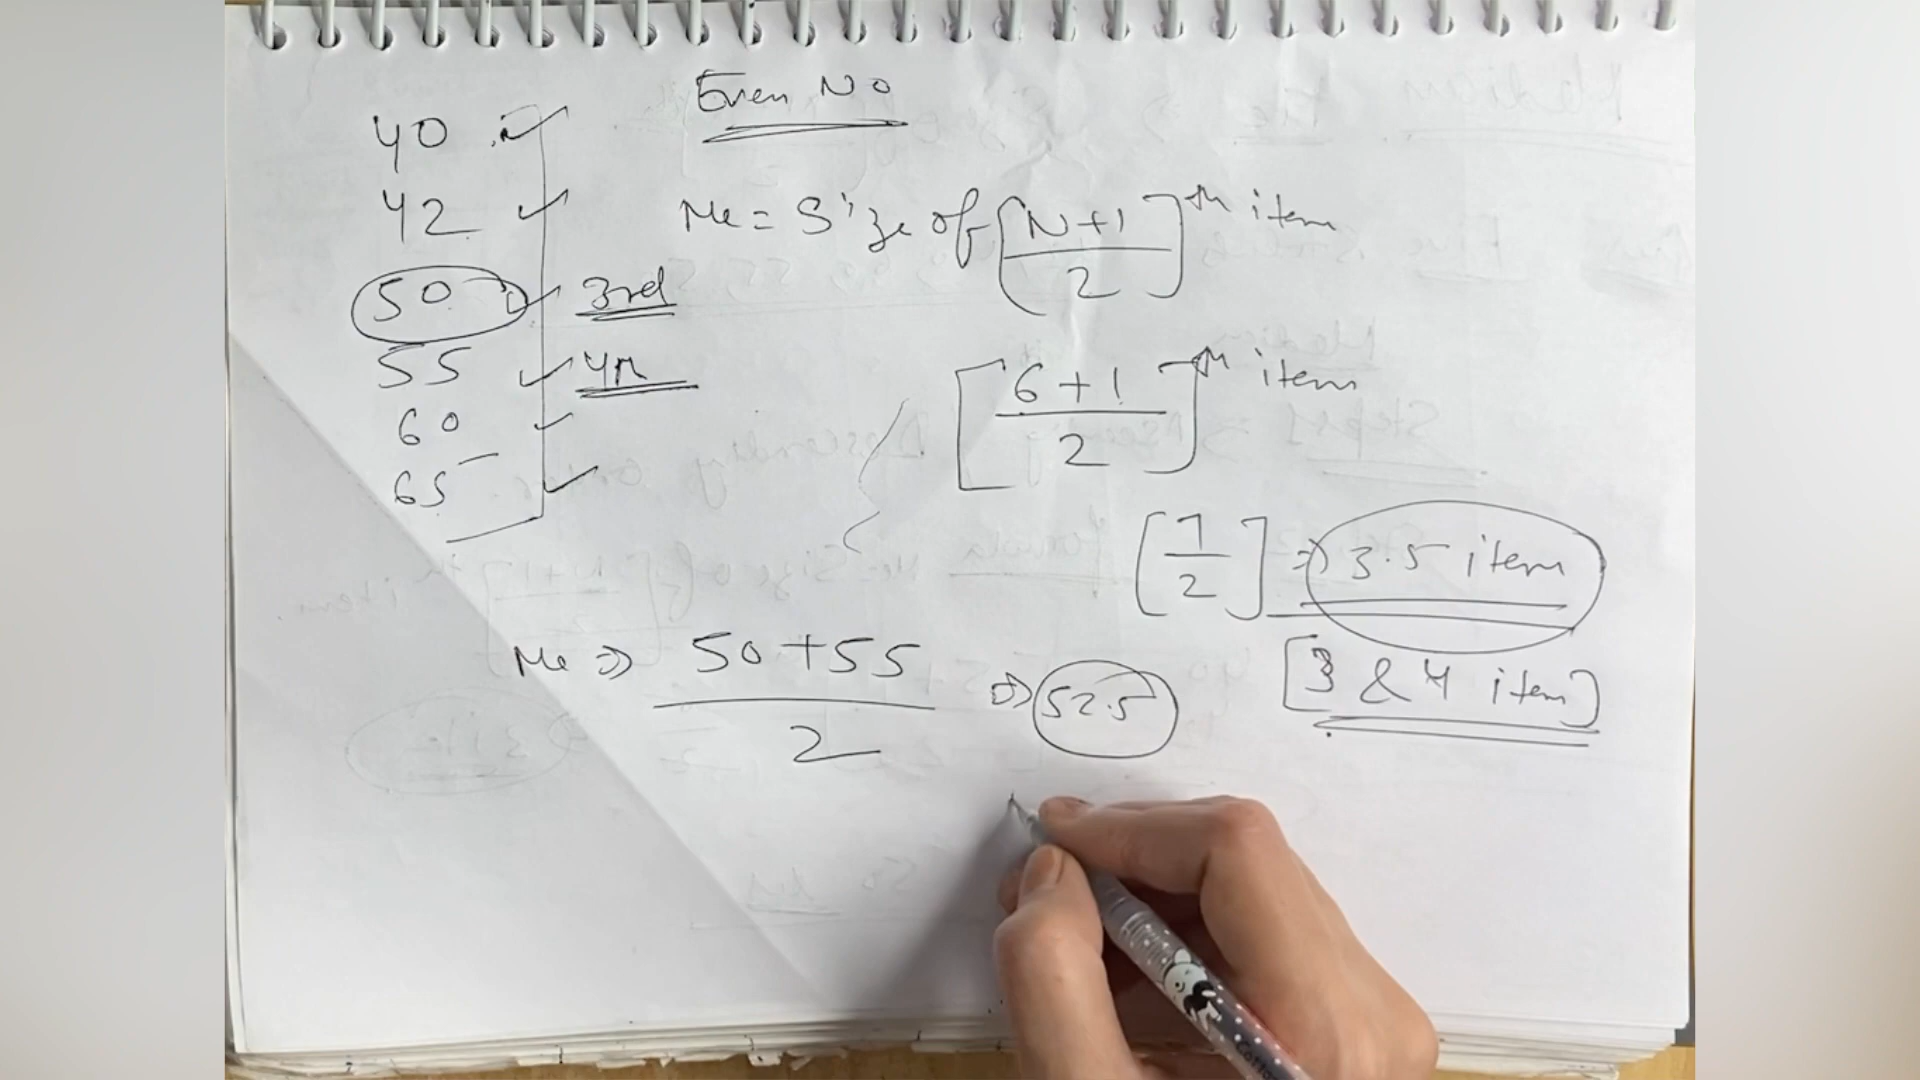 Even No
40
42
50 3rd
55 4th
60
65
Me = Size of [N+1/2]th item
[6+1/2]th item
[7/2] => 3.5 item
[3 & 4 item]
Me => 50+55/2 => 52.5